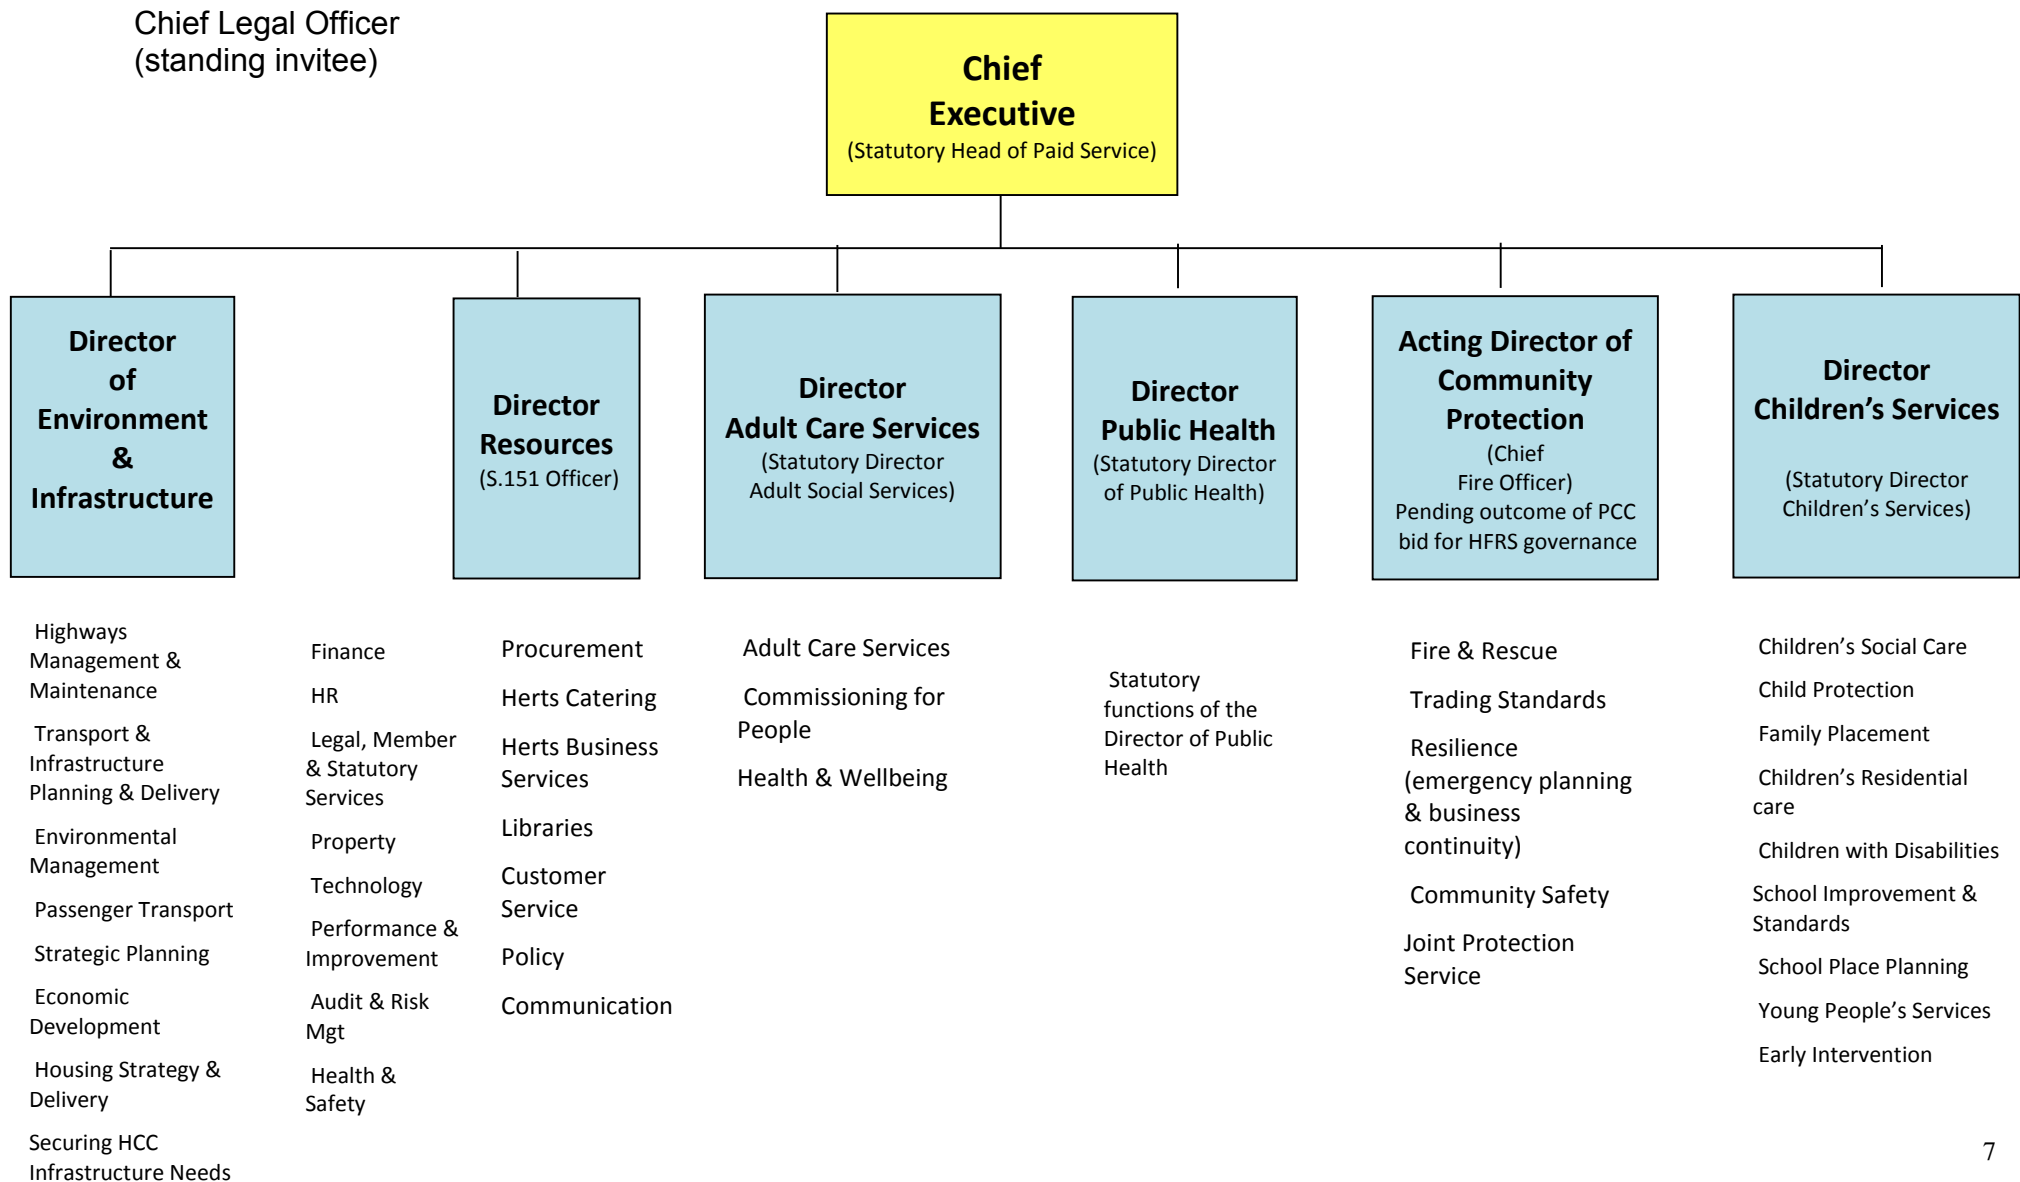 Chief Legal Officer
(standing invitee)
Chief
Executive
(Statutory Head of Paid Service)
Director
of
Environment
&
Infrastructure
Director
Resources
(S.151 Officer)
Director
Adult Care Services
(Statutory Director
Adult Social Services)
Director
Public Health
(Statutory Director
of Public Health)
Acting Director of
Community
Protection
(Chief
Fire Officer)
Pending outcome of PCC
bid for HFRS governance
Director
Children’s Services
(Statutory Director
Children’s Services)
Highways
Management &
Maintenance
Transport &
Infrastructure
Planning & Delivery
Environmental
Management
Passenger Transport
Strategic Planning
Economic
Development
Housing Strategy &
Delivery
Securing HCC
Infrastructure Needs
Finance
HR
Legal, Member
& Statutory
Services
Property
Technology
Performance &
Improvement
Audit & Risk
Mgt
Health &
Safety
Procurement
Herts Catering
Herts Business
Services
Libraries
Customer
Service
Policy
Communication
Adult Care Services
Commissioning for
People
Health & Wellbeing
Statutory
functions of the
Director of Public
Health
Fire & Rescue
Trading Standards
Resilience
(emergency planning
& business
continuity)
Community Safety
Joint Protection
Service
Children’s Social Care
Child Protection
Family Placement
Children’s Residential
care
Children with Disabilities
School Improvement &
Standards
School Place Planning
Young People’s Services
Early Intervention
7